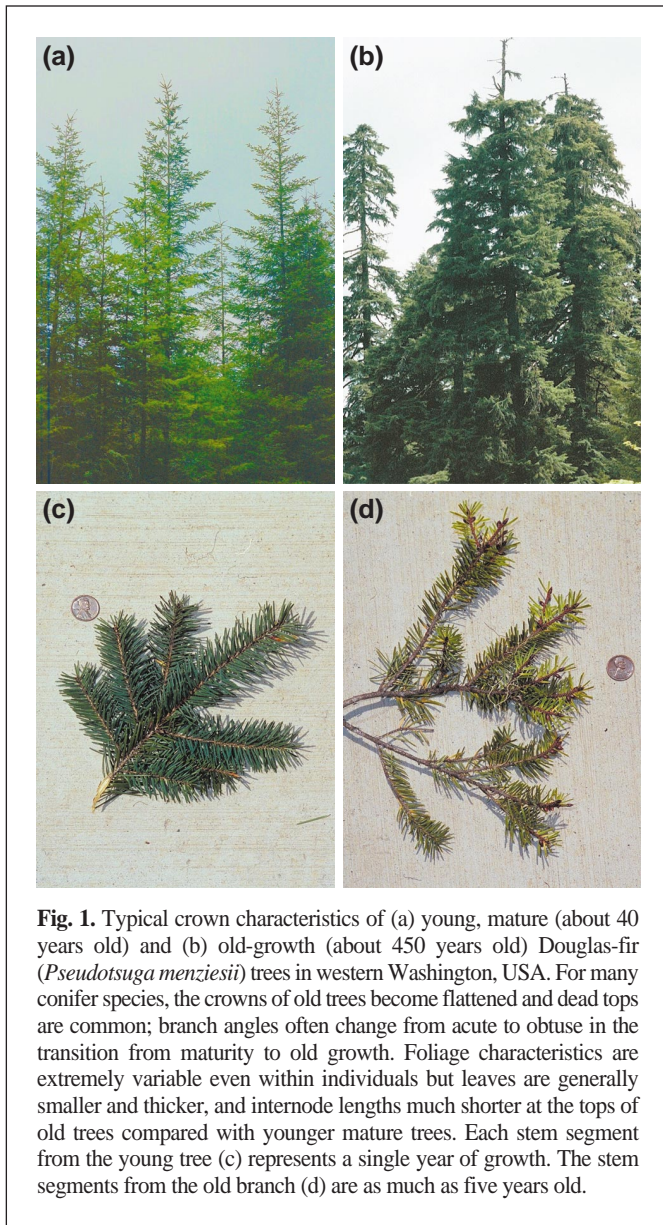 (a)
(b)
(c)
(d)
Fig. 1. Typical crown characteristics of (a) young, mature (about 40
years old) and (b) old-growth (about 450 years old) Douglas-fir
(Pseudotsuga menziesii) trees in western Washington, USA. For many
conifer species, the crowns of old trees become flattened and dead tops
are common; branch angles often change from acute to obtuse in the
transition from maturity to old growth. Foliage characteristics are
extremely variable even within individuals but leaves are generally
smaller and thicker, and internode lengths much shorter at the tops of
old trees compared with younger mature trees. Each stem segment
from the young tree (c) represents a single year of growth. The stem
segments from the old branch (d) are as much as five years old.